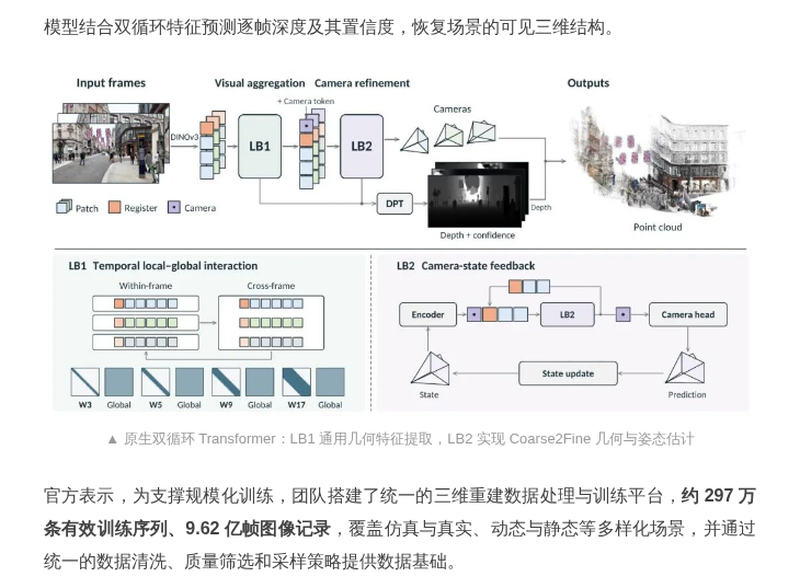 模型结合双循环特征预测逐帧深度及其置信度，恢复场景的可见三维结构。
Input frames
Visual aggregation
Camera refinement
Outputs
+ Camera token
Cameras
DINOv3
LB1
LB2
DPT
Depth
Patch
Register
Camera
Depth + confidence
Point cloud
LB1 Temporal local–global interaction
Within-frame
Cross-frame
W3
Global
W5
Global
W9
Global
W17
Global
LB2 Camera-state feedback
Encoder
LB2
Camera head
State update
State
Prediction
▲ 原生双循环 Transformer：LB1 通用几何特征提取，LB2 实现 Coarse2Fine 几何与姿态估计
官方表示，为支撑规模化训练，团队搭建了统一的三维重建数据处理与训练平台，约 297 万
条有效训练序列、9.62 亿帧图像记录，覆盖仿真与真实、动态与静态等多样化场景，并通过
统一的数据清洗、质量筛选和采样策略提供数据基础。